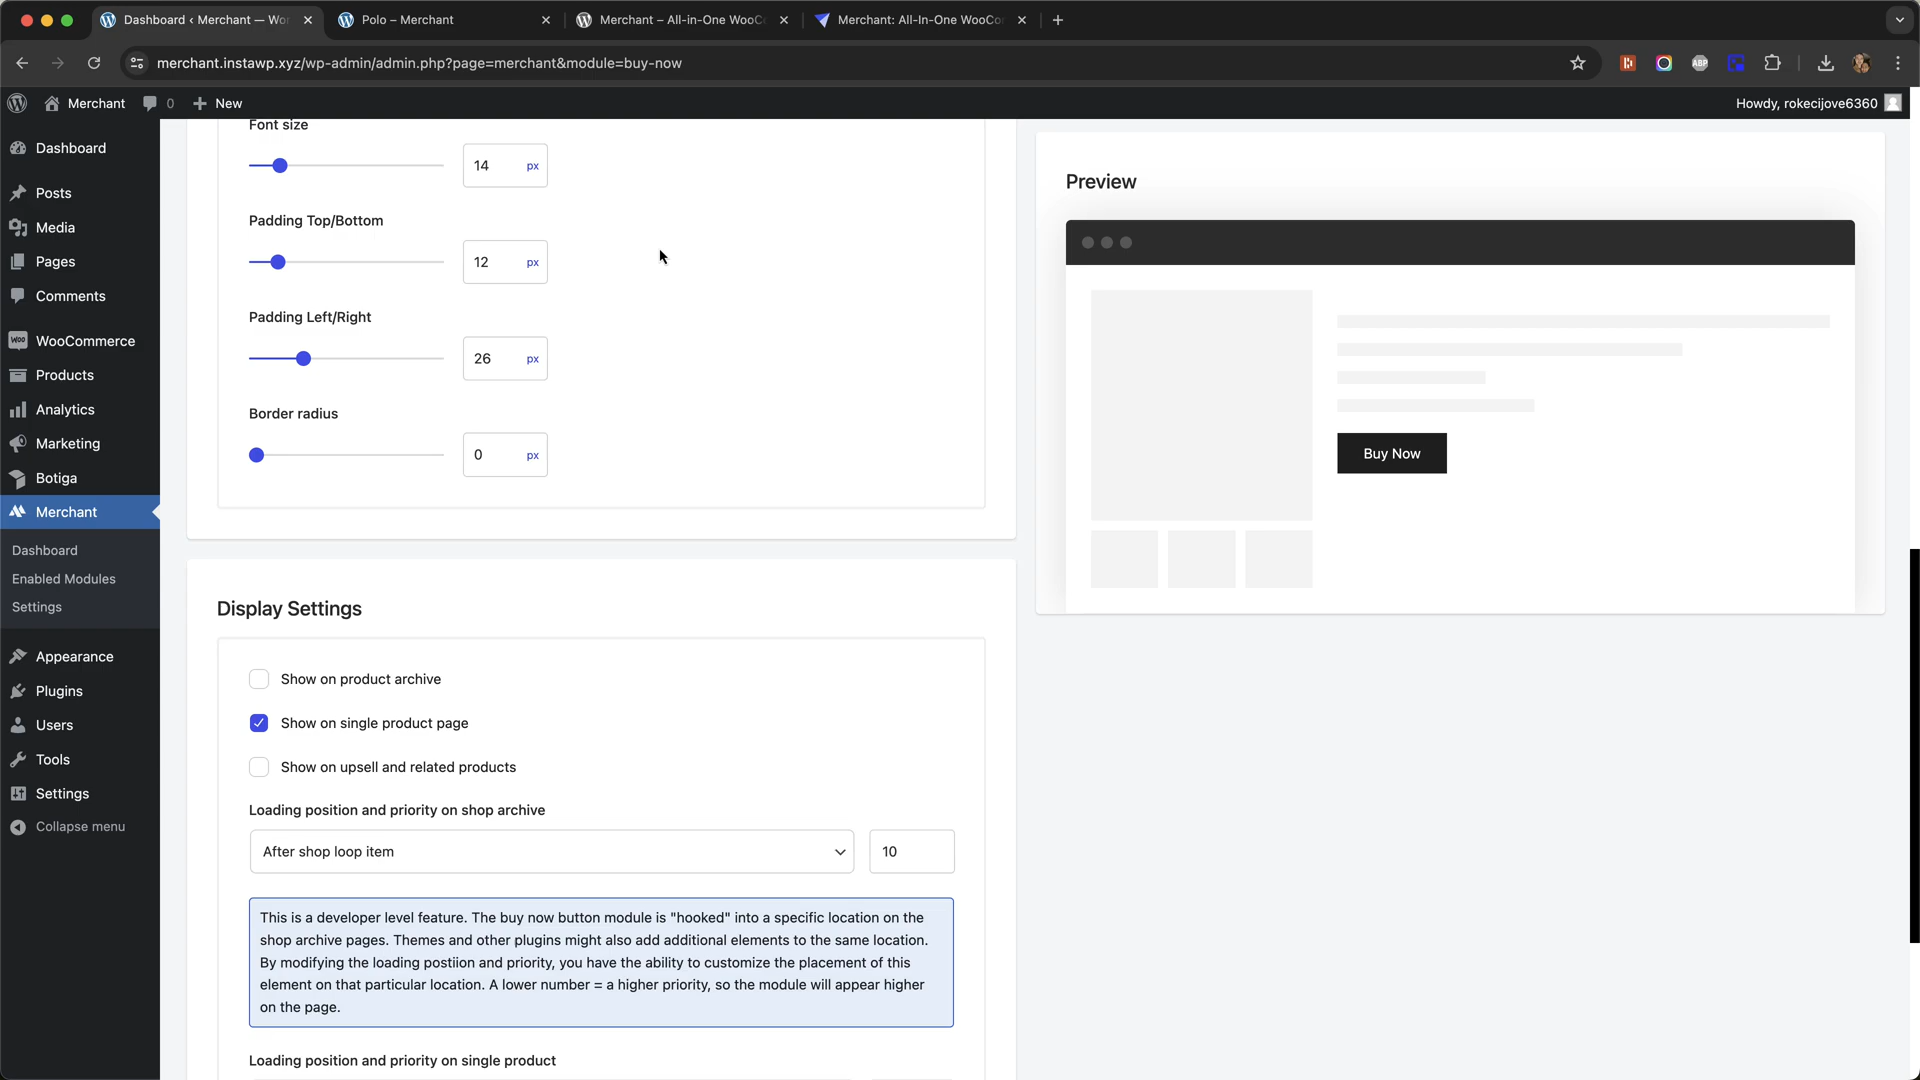 Dashboard ‹ Merchant — Wor
Polo – Merchant
Merchant – All-in-One WooC
Merchant: All-In-One WooCo
merchant.instawp.xyz/wp-admin/admin.php?page=merchant&module=buy-now
ABP
Merchant
0
New
Howdy, rokecijove6360
Dashboard
Posts
Media
Pages
Comments
WooCommerce
Products
Analytics
Marketing
Botiga
Merchant
Dashboard
Enabled Modules
Settings
Appearance
Plugins
Users
Tools
Settings
Collapse menu
Font size
14 px
Padding Top/Bottom
12 px
Padding Left/Right
26 px
Border radius
0 px
Display Settings
Show on product archive
Show on single product page
Show on upsell and related products
Loading position and priority on shop archive
After shop loop item
10
This is a developer level feature. The buy now button module is "hooked" into a specific location on the
shop archive pages. Themes and other plugins might also add additional elements to the same location.
By modifying the loading postiion and priority, you have the ability to customize the placement of this
element on that particular location. A lower number = a higher priority, so the module will appear higher
on the page.
Loading position and priority on single product
Preview
Buy Now